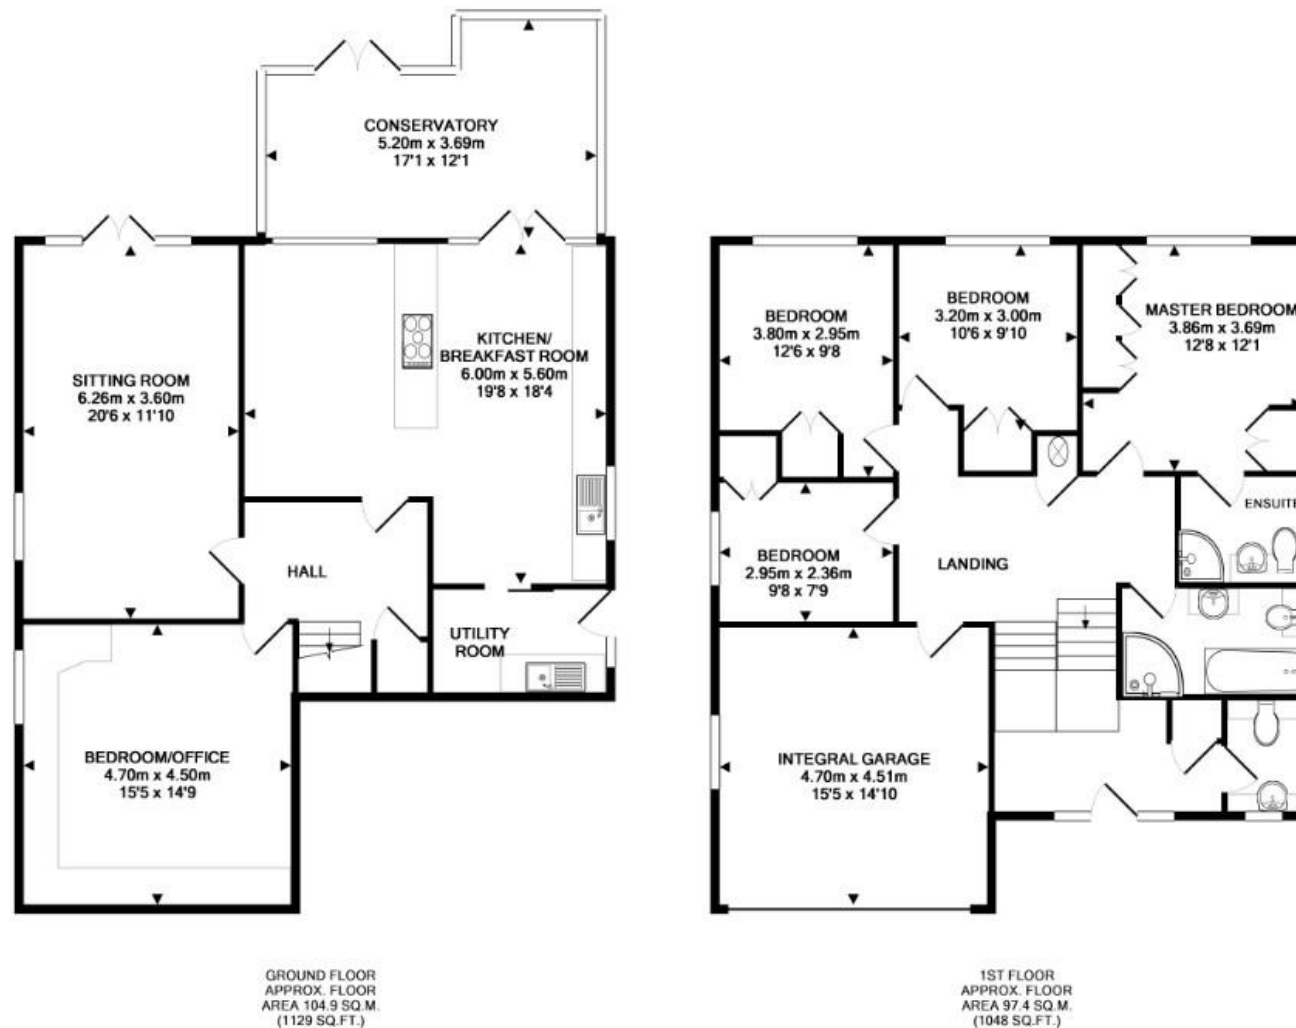 CONSERVATORY
5.20m x 3.69m
17'1 x 12'1
SITTING ROOM
6.26m x 3.60m
20'6 x 11'10
KITCHEN/
BREAKFAST ROOM
6.00m x 5.60m
19'8 x 18'4
HALL
UTILITY
ROOM
BEDROOM/OFFICE
4.70m x 4.50m
15'5 x 14'9
GROUND FLOOR
APPROX. FLOOR
AREA 104.9 SQ.M.
(1129 SQ.FT.)
BEDROOM
3.80m x 2.95m
12'6 x 9'8
BEDROOM
3.20m x 3.00m
10'6 x 9'10
MASTER BEDROOM
3.86m x 3.69m
12'8 x 12'1
ENSUITE
BEDROOM
2.95m x 2.36m
9'8 x 7'9
LANDING
INTEGRAL GARAGE
4.70m x 4.51m
15'5 x 14'10
1ST FLOOR
APPROX. FLOOR
AREA 97.4 SQ.M.
(1048 SQ.FT.)